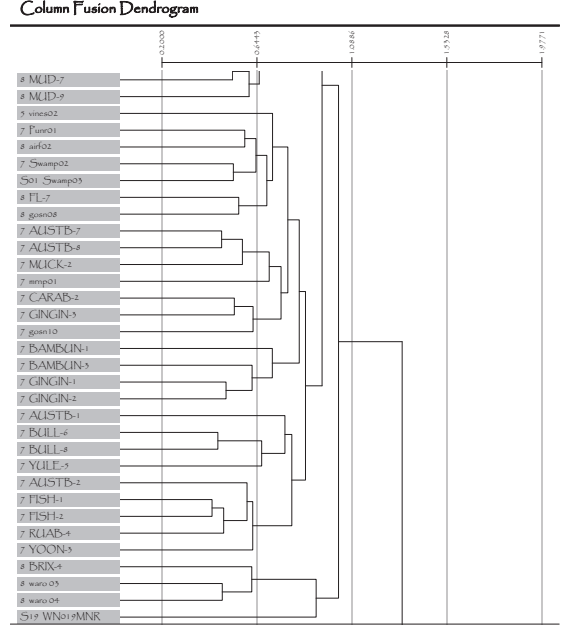 Column Fusion Dendrogram
0.2000
0.6443
1.0886
1.5328
1.9771
8 MUD-7
8 MUD-9
5 vines02
7 Punr01
8 airf02
7 Swamp02
S01 Swamp03
8 FL-7
8 gosn08
7 AUSTB-7
7 AUSTB-8
7 MUCK-2
7 mrnp01
7 CARAB-2
7 GINGIN-3
7 gosn10
7 BAMBUN-1
7 BAMBUN-3
7 GINGIN-1
7 GINGIN-2
7 AUSTB-1
7 BULL-6
7 BULL-8
7 YULE-5
7 AUSTB-2
7 FISH-1
7 FISH-2
7 RUAB-4
7 YOON-3
8 BRIX-4
8 waro 03
8 waro 04
S19 WN019MNR